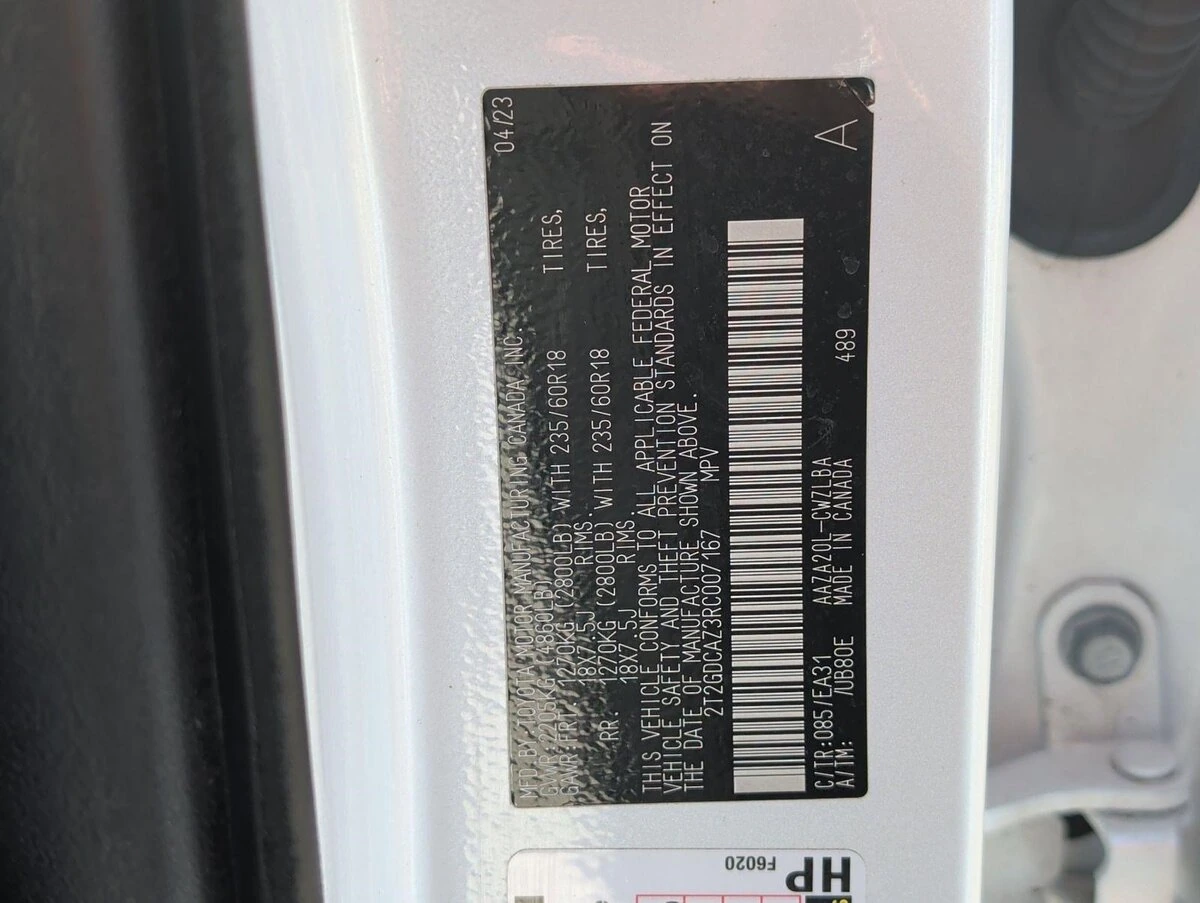 MFD.BY:TOYOTA MOTOR MANUFACTURING CANADA INC. 04/23
GVWR:2205KG (4860LB)
GAWR:FRT 1270KG (2800LB) WITH 235/60R18 TIRES,
18X7.5J RIMS.
RR 1270KG (2800LB) WITH 235/60R18 TIRES,
18X7.5J RIMS.
THIS VEHICLE CONFORMS TO ALL APPLICABLE FEDERAL MOTOR
VEHICLE SAFETY AND THEFT PREVENTION STANDARDS IN EFFECT ON
THE DATE OF MANUFACTURE SHOWN ABOVE.
2T2GDCAZ3RC007167 MPV
C/TR:085/EA31 AAZA20L-CWZLBA 489
A/TM: /UB80E MADE IN CANADA A
F6020
HP